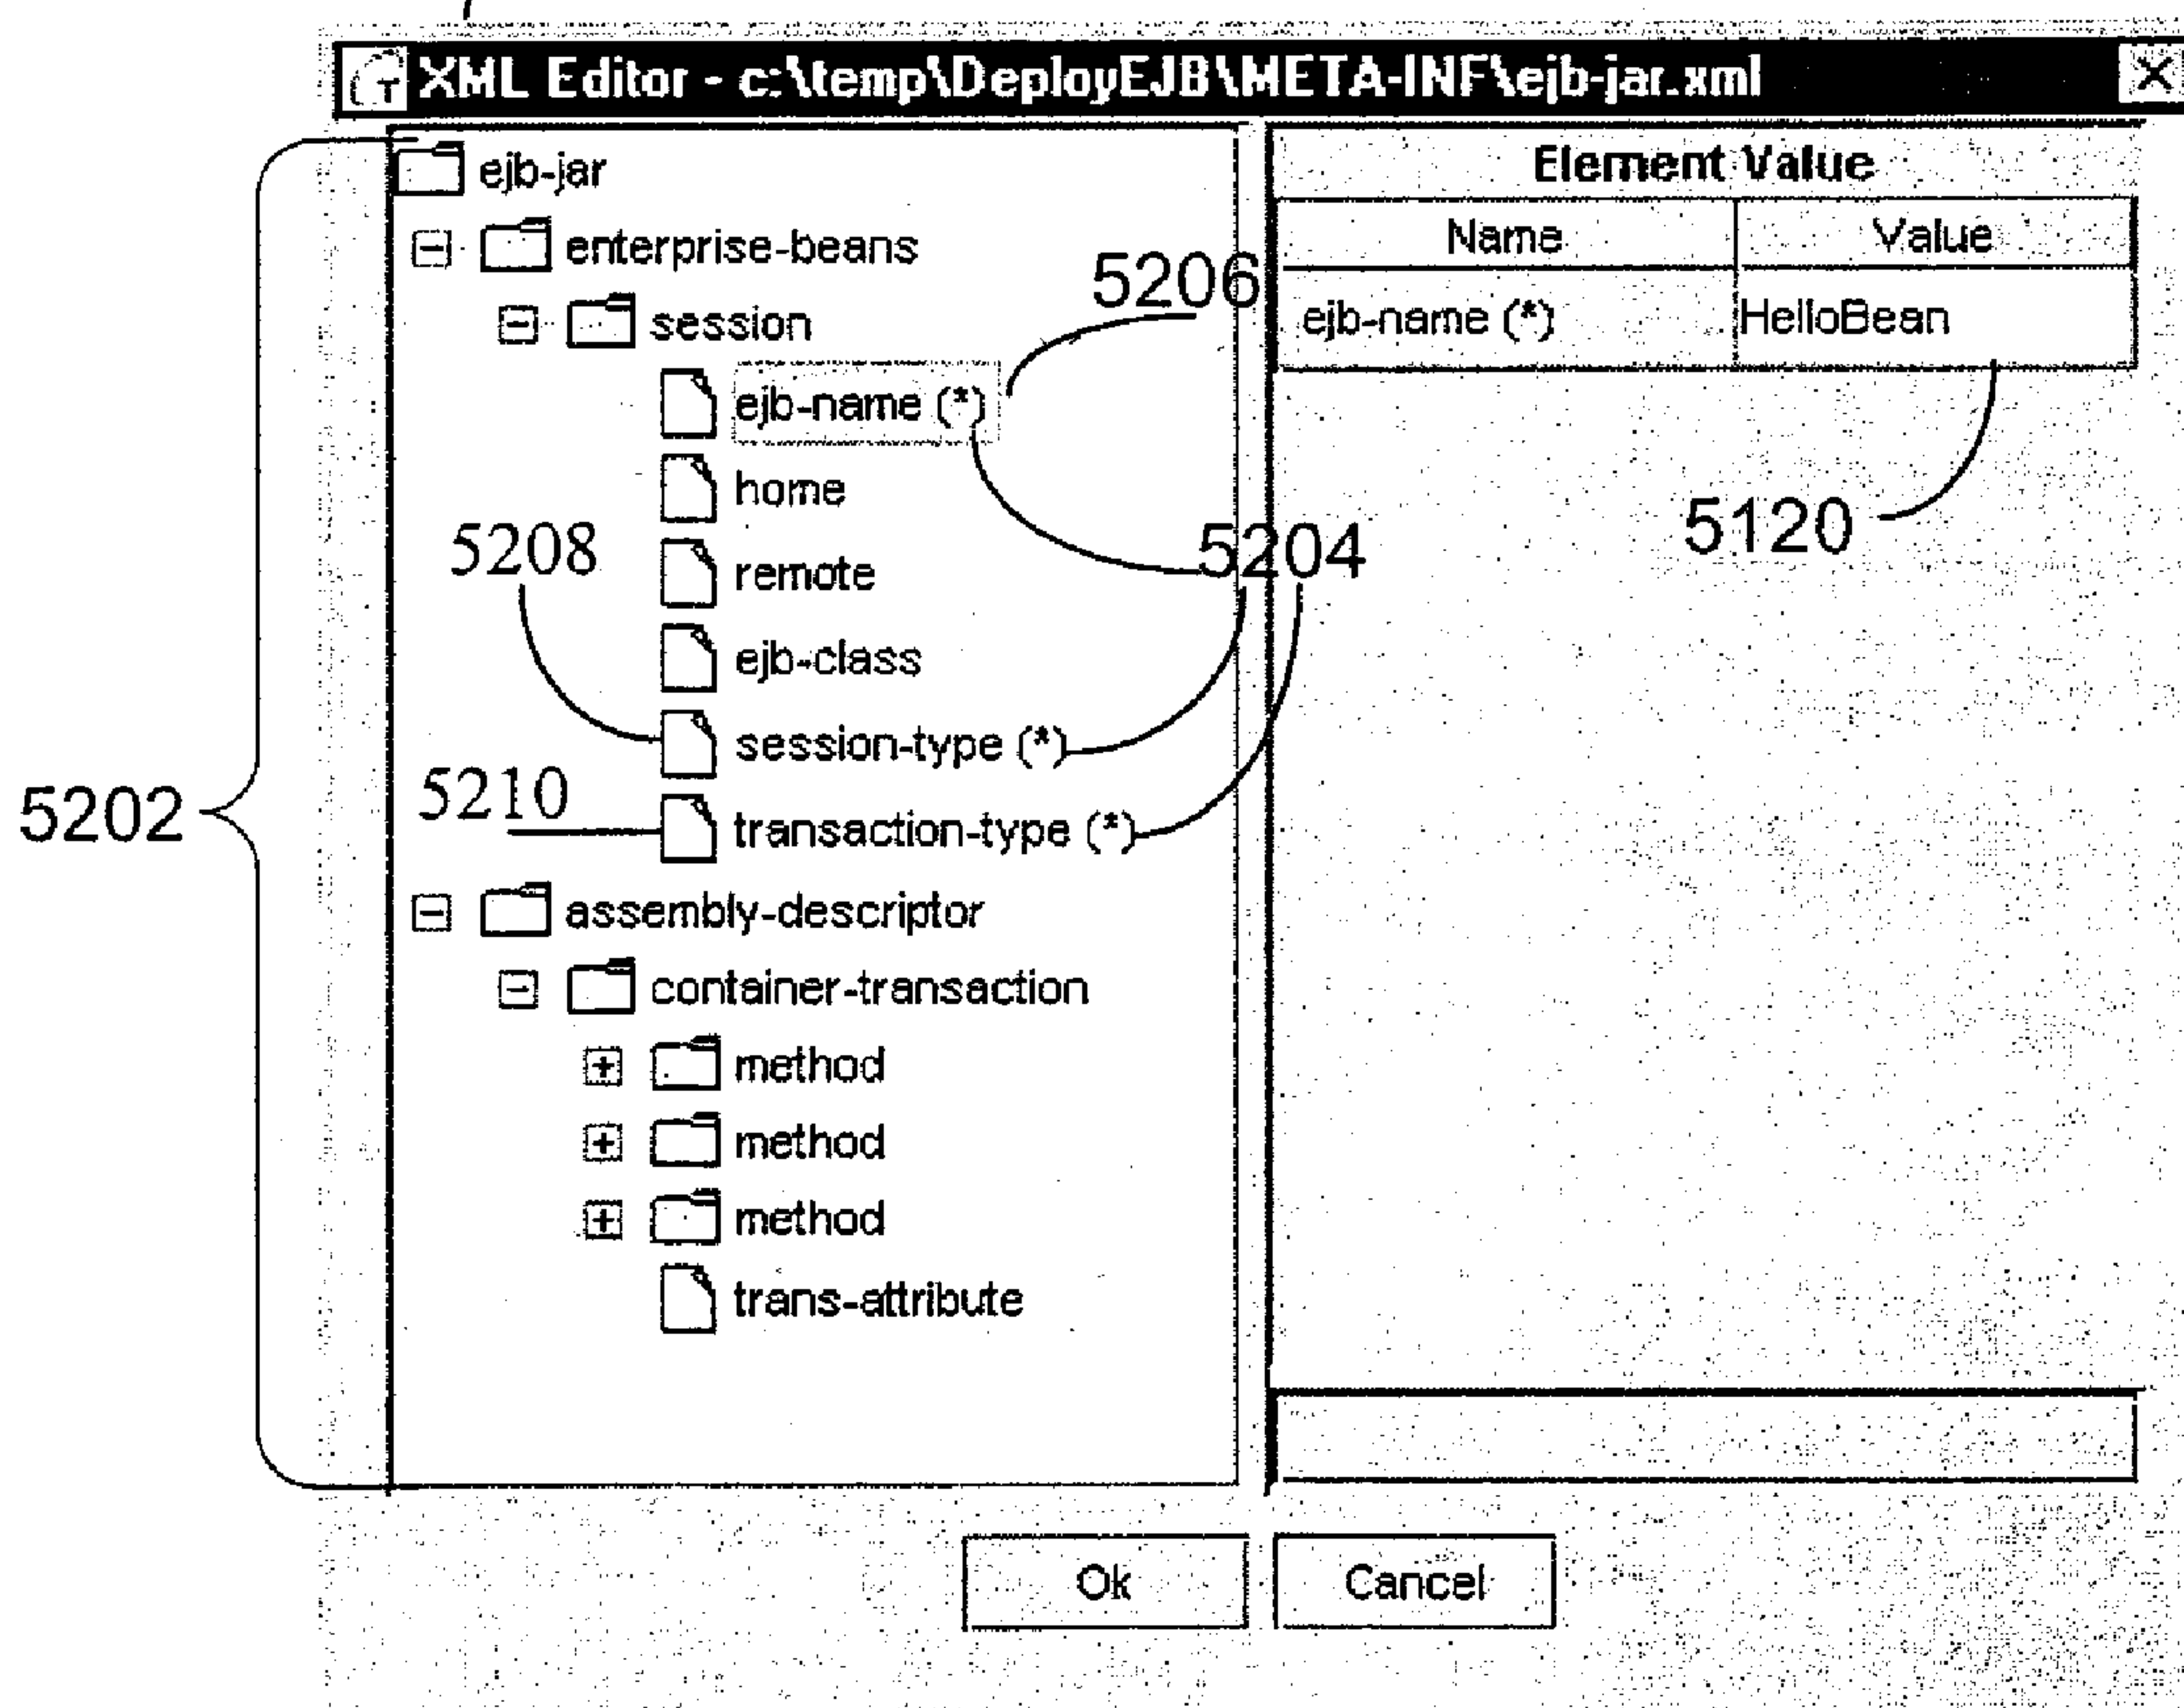 XML Editor - c:\temp\DeployEJB\META-INF\ejb-jar.xml
ejb-jar
enterprise-beans
session
ejb-name (*)
home
remote
ejb-class
session-type (*)
transaction-type (*)
assembly-descriptor
container-transaction
method
method
method
trans-attribute
5202
5206
5208
5204
5210
Element Value
Name Value
ejb-name (*) HelloBean
5120
Ok Cancel